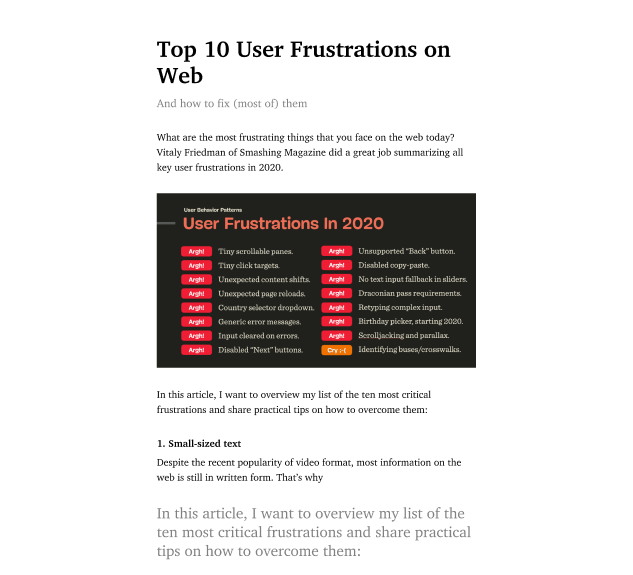 Top 10 User Frustrations on
Web
And how to fix (most of) them
What are the most frustrating things that you face on the web today?
Vitaly Friedman of Smashing Magazine did a great job summarizing all
key user frustrations in 2020.
User Behavior Patterns
User Frustrations In 2020
Argh! Tiny scrollable panes.
Argh! Tiny click targets.
Argh! Unexpected content shifts.
Argh! Unexpected page reloads.
Argh! Country selector dropdown.
Argh! Generic error messages.
Argh! Input cleared on errors.
Argh! Disabled “Next” buttons.
Argh! Unsupported “Back” button.
Argh! Disabled copy-paste.
Argh! No text input fallback in sliders.
Argh! Draconian pass requirements.
Argh! Retyping complex input.
Argh! Birthday picker, starting 2020.
Argh! Scrolljacking and parallax.
Cry ;-( Identifying buses/crosswalks.
In this article, I want to overview my list of the ten most critical
frustrations and share practical tips on how to overcome them:
1. Small-sized text
Despite the recent popularity of video format, most information on the
web is still in written form. That’s why
In this article, I want to overview my list of the
ten most critical frustrations and share practical
tips on how to overcome them: